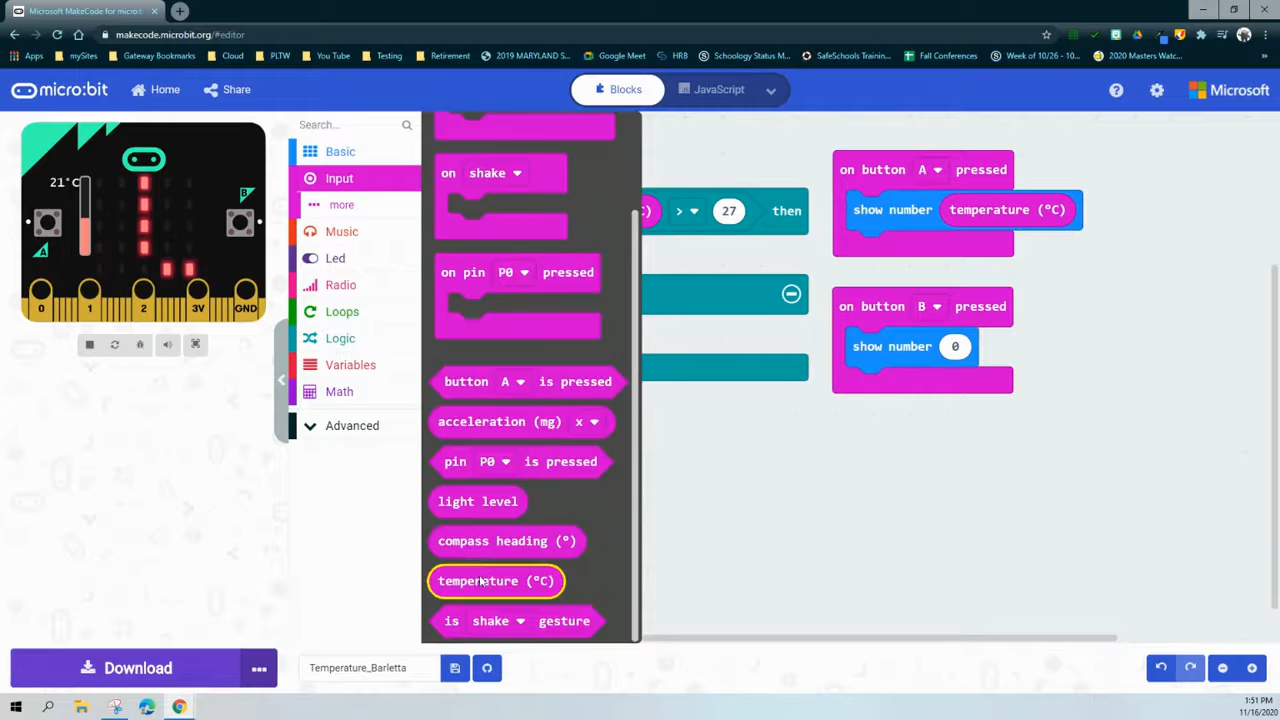 Microsoft MakeCode for micro:bit
makecode.microbit.org/#editor
Apps mySites Gateway Bookmarks Cloud PLTW You Tube Testing Retirement 2019 MARYLAND S... Google Meet HRB Schoology Status M... SafeSchools Training... Fall Conferences Week of 10/26 - 10... 2020 Masters Watc...
micro:bit Home Share Blocks JavaScript Microsoft
Search...
Basic
Input
more
Music
Led
Radio
Loops
Logic
Variables
Math
Advanced
21°C
B
A
0 1 2 3V GND
on shake
on pin P0 pressed
button A is pressed
acceleration (mg) x
pin P0 is pressed
light level
compass heading (°)
temperature (°C)
is shake gesture
C) > 27 then
on button A pressed
show number temperature (°C)
on button B pressed
show number 0
Download Temperature_Barletta
1:51 PM
11/16/2020